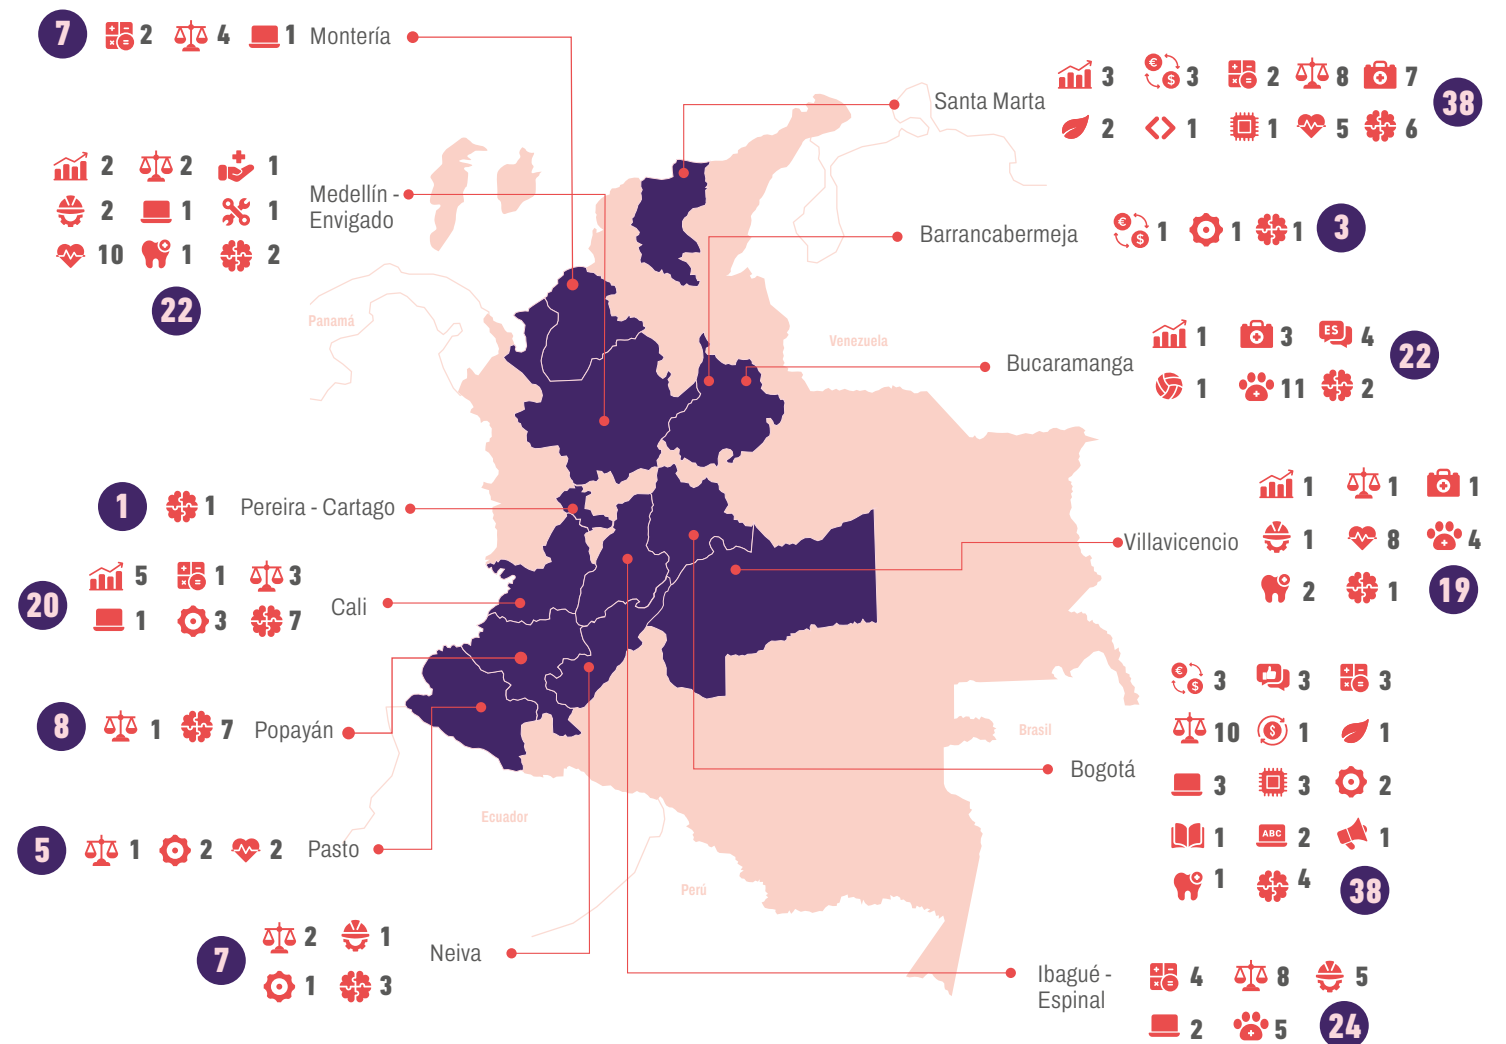 7 2 4 1 Montería
Santa Marta 3 3 2 8 7
2 1 1 5 6
38
2 2 1
2 1 1
10 1 2
22
Medellín -
Envigado
Barrancabermeja 1 1 1 3
Panamá
Venezuela
Bucaramanga
1 3 ES 4
1 11 2
22
1 1 Pereira - Cartago
Villavicencio
1 1 1
1 8 4
2 1 19
20
5 1 3
1 3 7
Cali
8 1 7 Popayán
Brasil
Bogotá
€ $ 3 3 3
10 $ 1 1
3 3 2
1 ABC 2 1
1 4 38
Ecuador
5 1 2 2 Pasto
Perú
7
2 1
1 3
Neiva
Ibagué -
Espinal
4 8 5
2 5 24